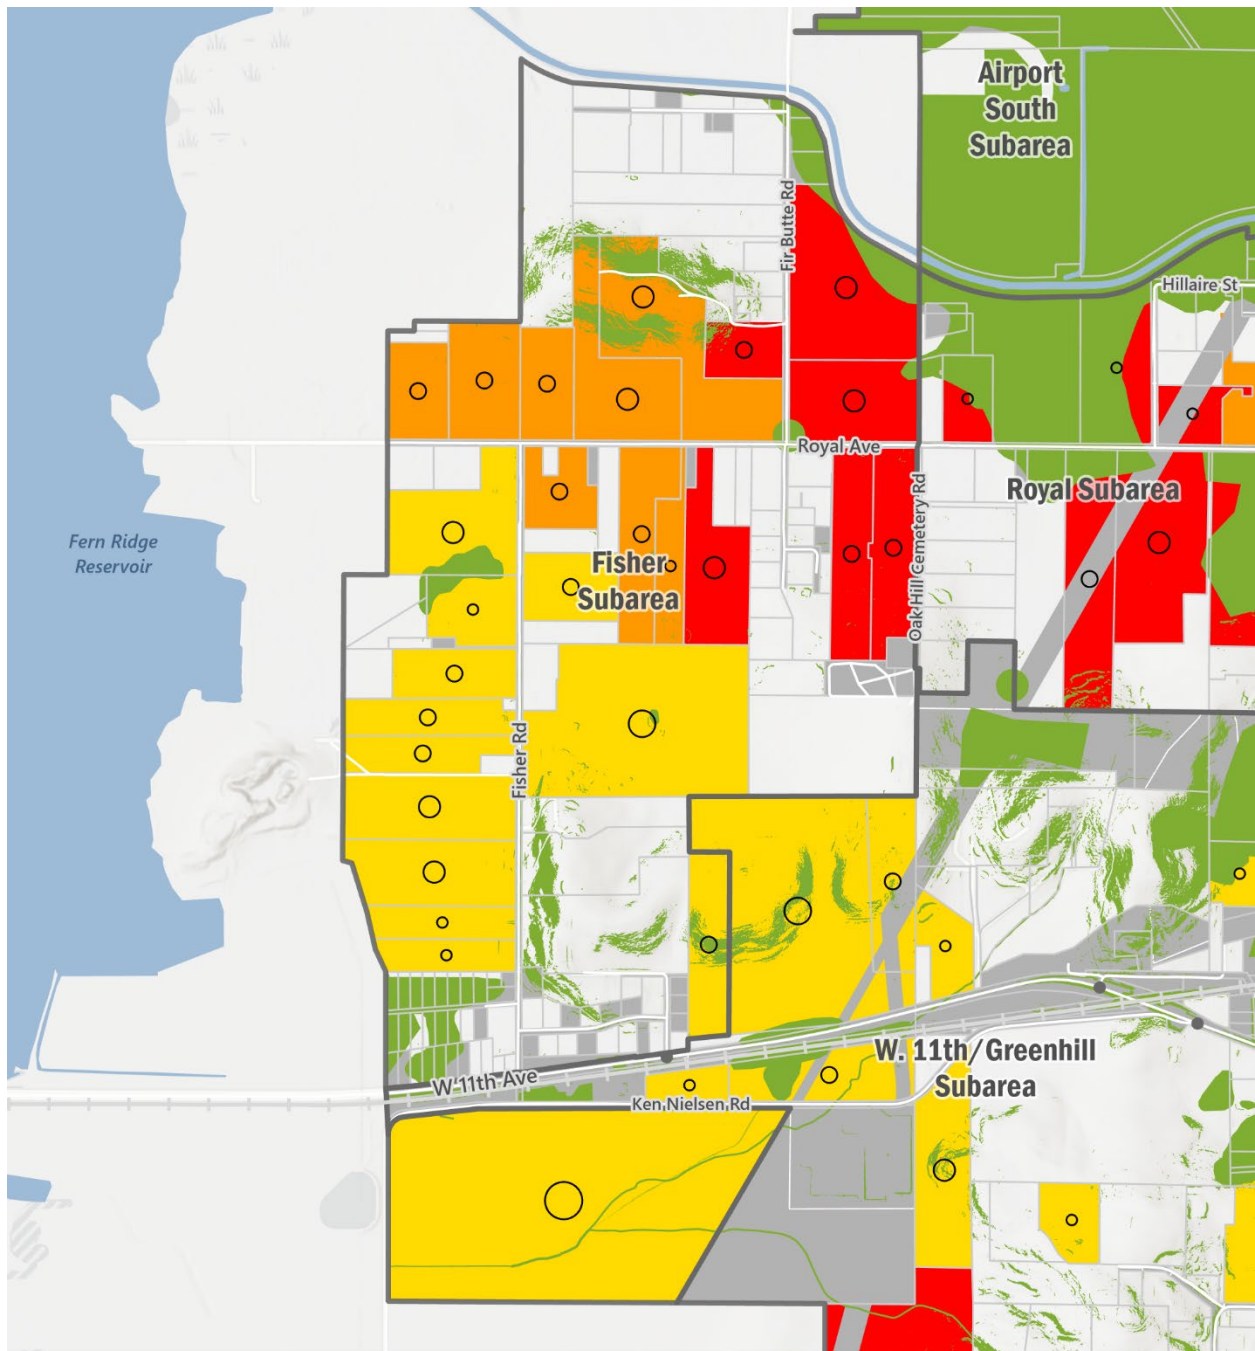 Airport
South
Subarea
Fir Butte Rd
Hillaire St
Royal Ave
Royal Subarea
Fern Ridge
Reservoir
Fisher
Subarea
Oak Hill Cemetery Rd
Fisher Rd
W. 11th/Greenhill
Subarea
W 11th Ave
Ken Nielsen Rd